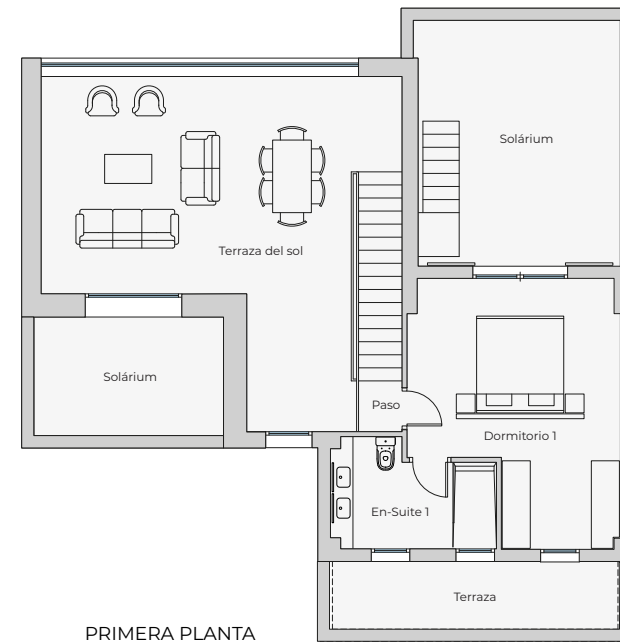 Solárium
Terraza del sol
Solárium
Paso
Dormitorio 1
En-Suite 1
Terraza
PRIMERA PLANTA